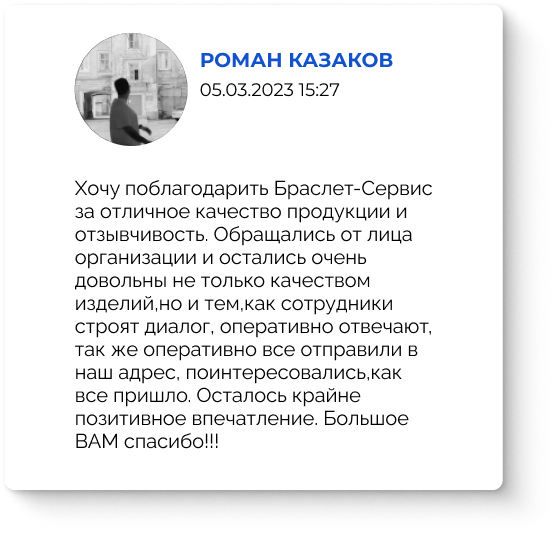 РОМАН КАЗАКОВ
05.03.2023 15:27
Хочу поблагодарить Браслет-Сервис
за отличное качество продукции и
отзывчивость. Обращались от лица
организации и остались очень
довольны не только качеством
изделий,но и тем,как сотрудники
строят диалог, оперативно отвечают,
так же оперативно все отправили в
наш адрес, поинтересовались,как
все пришло. Осталось крайне
позитивное впечатление. Большое
ВАМ спасибо!!!